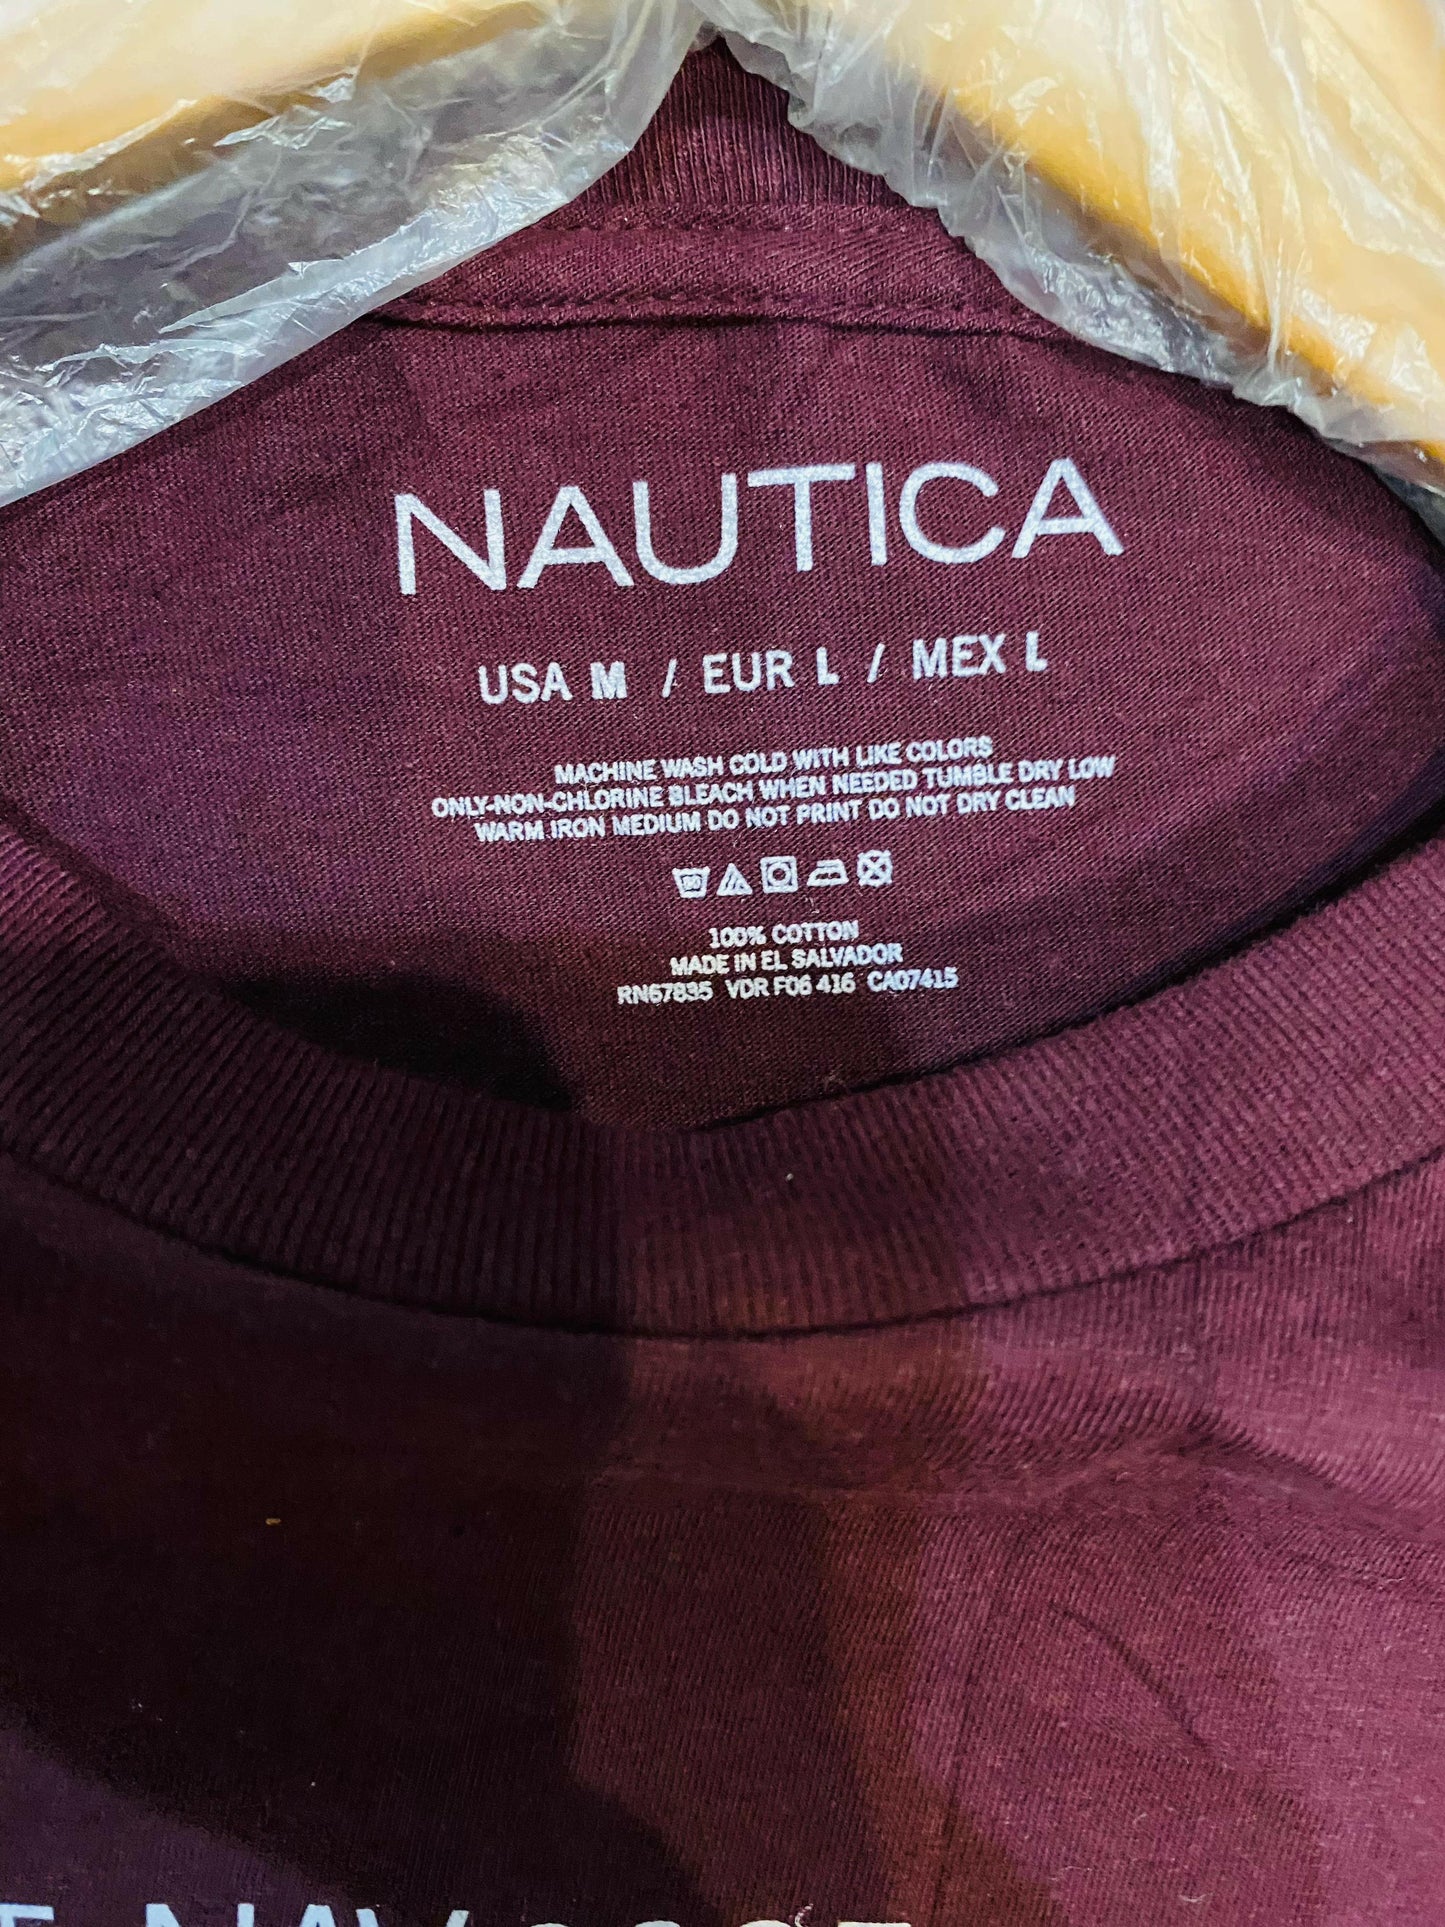 NAUTICA
USA M / EUR L / MEX L
MACHINE WASH COLD WITH LIKE COLORS
ONLY-NON-CHLORINE BLEACH WHEN NEEDED TUMBLE DRY LOW
WARM IRON MEDIUM DO NOT PRINT DO NOT DRY CLEAN
100% COTTON
MADE IN EL SALVADOR
RN67835 VDR F06 416 CA07415